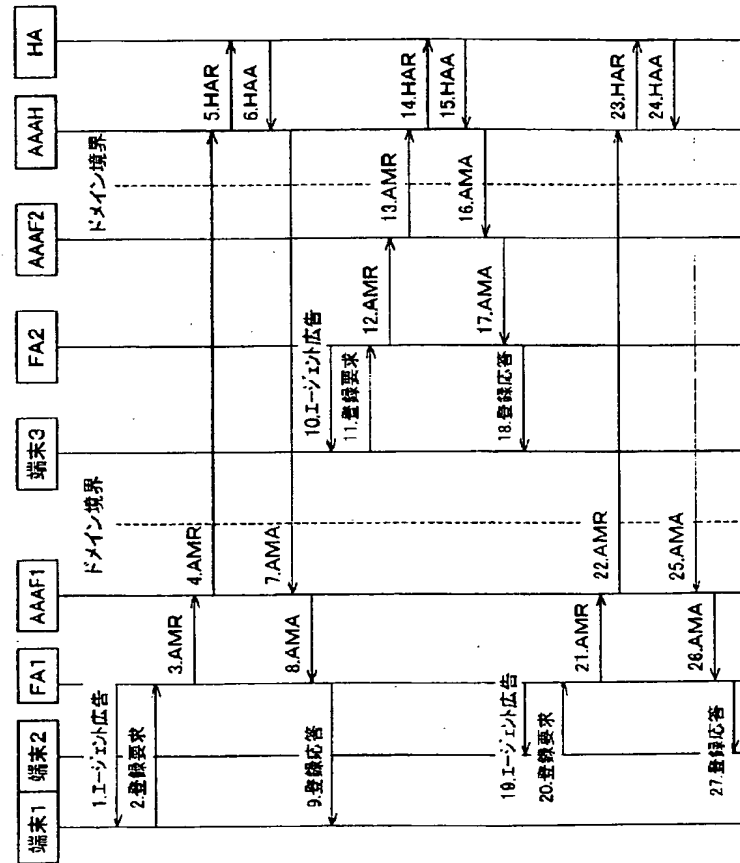 端末1
端末2
FA1
AAAF1
端末3
FA2
AAAF2
AAAH
HA
ドメイン境界
ドメイン境界
1.エージェント広告
2.登録要求
3.AMR
4.AMR
5.HAR
6.HAA
7.AMA
8.AMA
9.登録応答
10.エージェント広告
11.登録要求
12.AMR
13.AMR
14.HAR
15.HAA
16.AMA
17.AMA
18.登録応答
19.エージェント広告
20.登録要求
21.AMR
22.AMR
23.HAR
24.HAA
25.AMA
26.AMA
27.登録応答